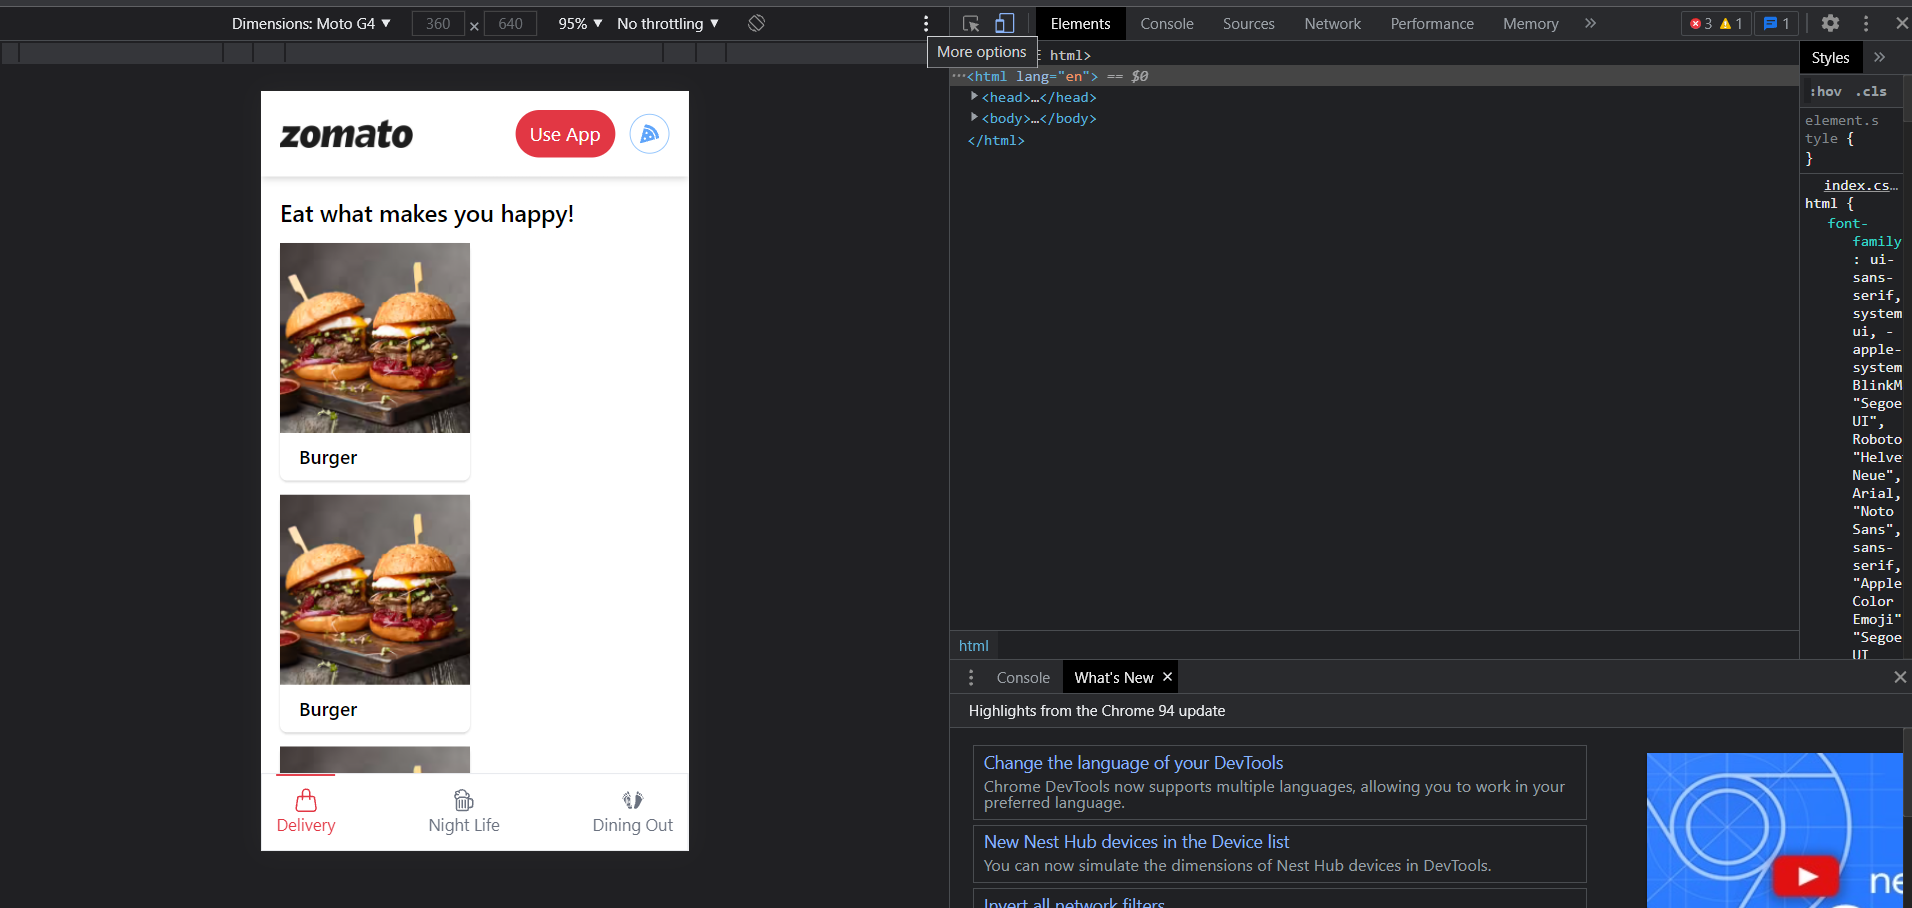 Dimensions: Moto G4 ▼ 360 × 640 95% ▼ No throttling ▼
Elements Console Sources Network Performance Memory » 3 1 1
More options
E html>
···<html lang="en"> == $0
<head>…</head>
<body>…</body>
</html>
html
Styles »
:hov .cls
element.s
tyle {
}
index.cs…
html {
font-
family
: ui-
sans-
serif,
system
ui, -
apple-
system
BlinkM
"Segoe
UI",
Roboto
"Helve
Neue",
Arial,
"Noto
Sans",
sans-
serif,
"Apple
Color
Emoji"
"Segoe
UI
zomato
Use App
Eat what makes you happy!
Burger
Burger
Delivery
Night Life
Dining Out
Console What's New ×
Highlights from the Chrome 94 update
Change the language of your DevTools
Chrome DevTools now supports multiple languages, allowing you to work in your
preferred language.
New Nest Hub devices in the Device list
You can now simulate the dimensions of Nest Hub devices in DevTools.
Invert all network filters
ne